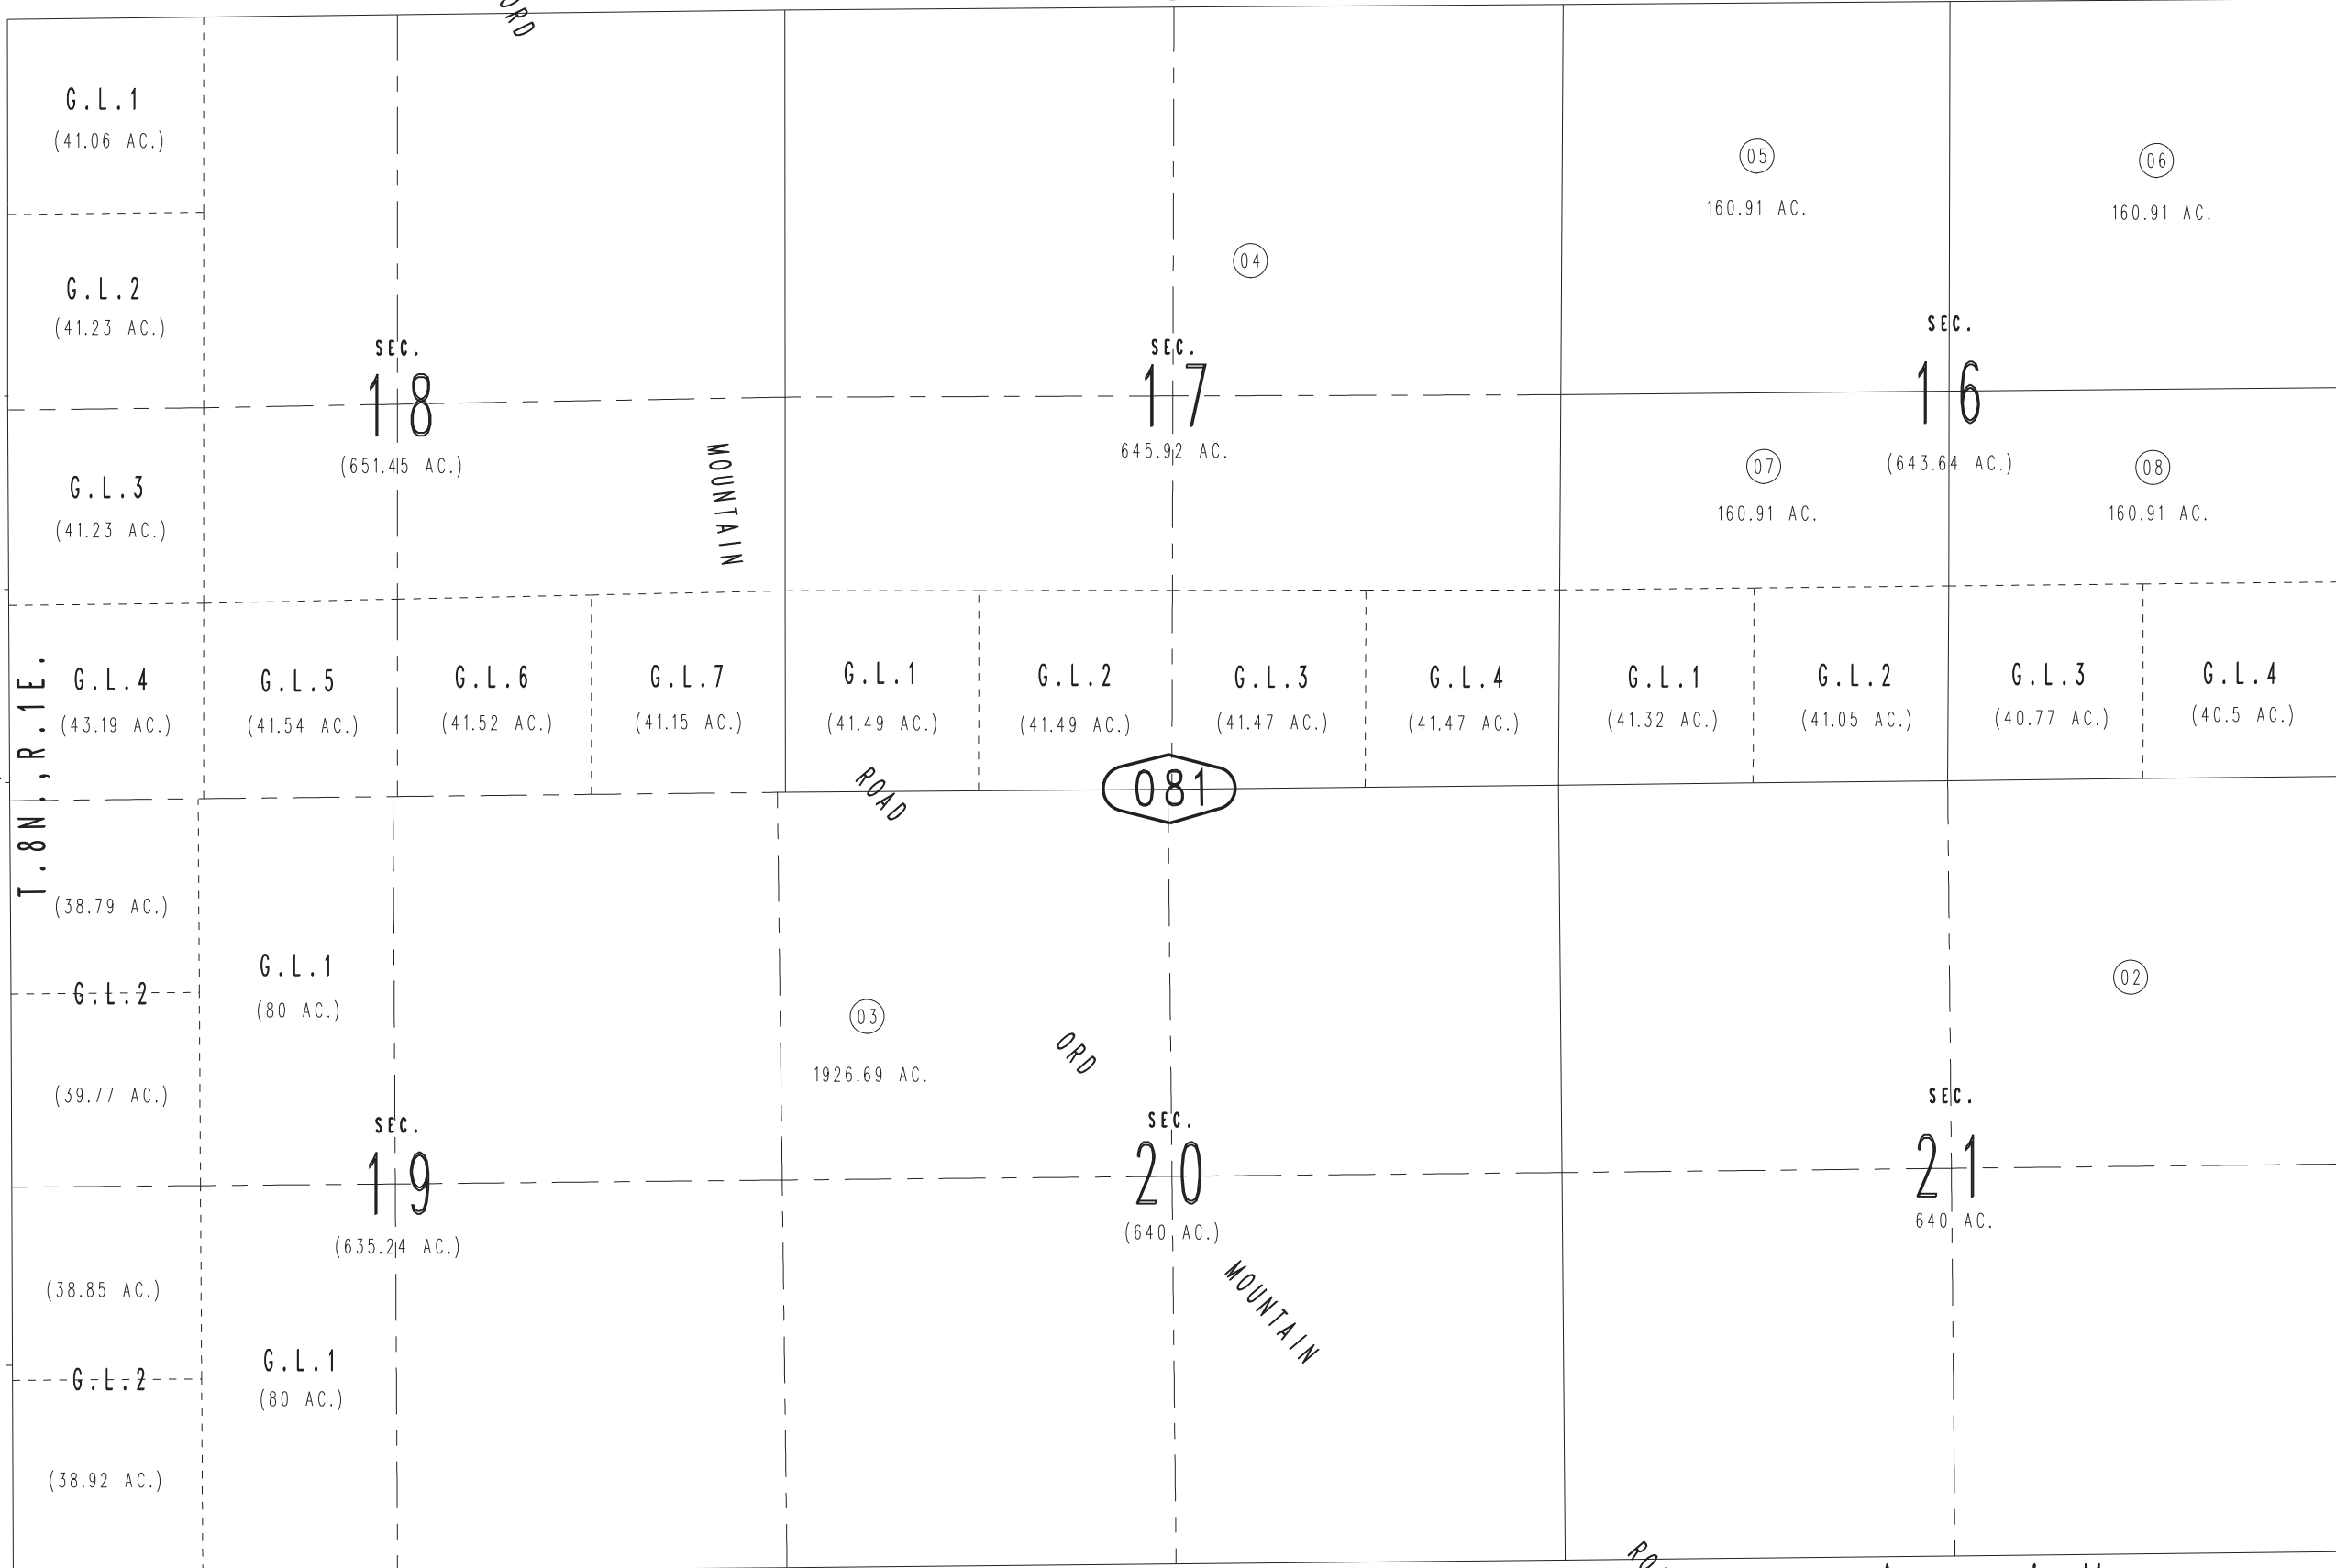 ORD
G.L.1
(41.06 AC.)
G.L.2
(41.23 AC.)
G.L.3
(41.23 AC.)
SEC.
18
(651.45 AC.)
MOUNTAIN
04
SEC.
17
645.92 AC.
05
160.91 AC.
06
160.91 AC.
SEC.
16
(643.64 AC.)
07
160.91 AC.
08
160.91 AC.
T.8N.,R.1E.
G.L.4
(43.19 AC.)
G.L.5
(41.54 AC.)
G.L.6
(41.52 AC.)
G.L.7
(41.15 AC.)
G.L.1
(41.49 AC.)
G.L.2
(41.49 AC.)
G.L.3
(41.47 AC.)
G.L.4
(41.47 AC.)
G.L.1
(41.32 AC.)
G.L.2
(41.05 AC.)
G.L.3
(40.77 AC.)
G.L.4
(40.5 AC.)
ROAD
081
(38.79 AC.)
G.L.2
(39.77 AC.)
G.L.1
(80 AC.)
SEC.
19
(635.24 AC.)
(38.85 AC.)
G.L.2
(38.92 AC.)
G.L.1
(80 AC.)
03
1926.69 AC.
ORD
SEC.
20
(640 AC.)
MOUNTAIN
02
SEC.
21
640 AC.